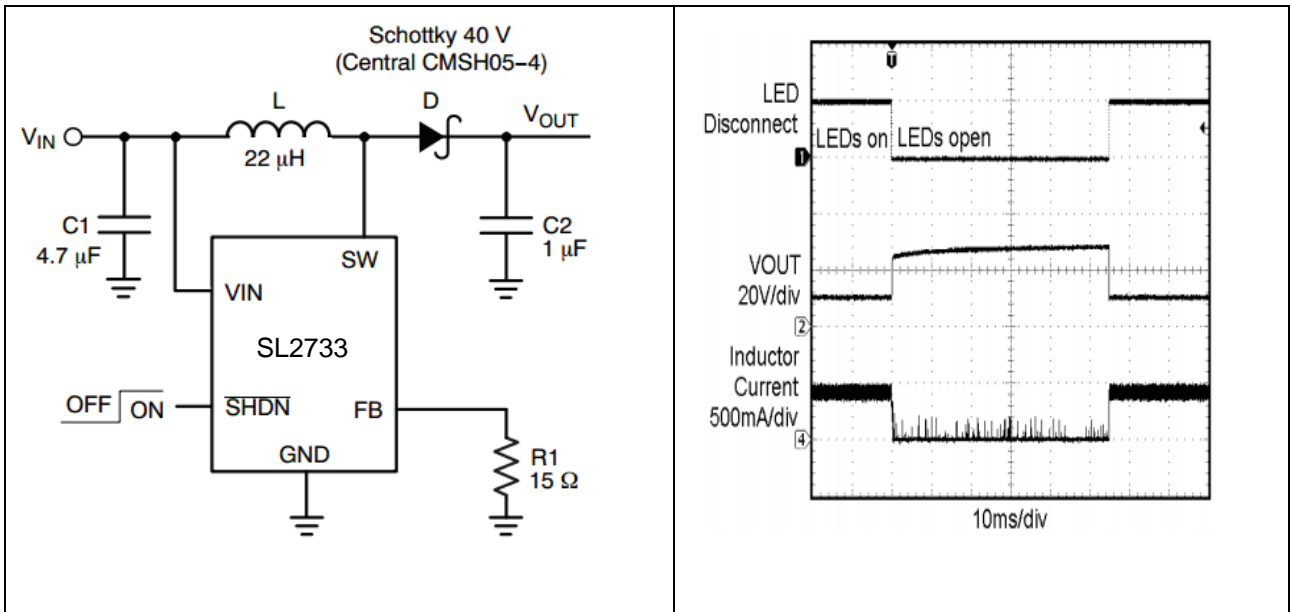 Schottky 40 V
(Central CMSH05−4)
L
D
VOUT
VIN
22 μH
C1
4.7 μF
C2
1 μF
SW
VIN
SL2733
OFF
ON
SHDN
FB
GND
R1
15 Ω
T
LED
Disconnect
LEDs on
LEDs open
1
VOUT
20V/div
2
Inductor
Current
500mA/div
4
10ms/div